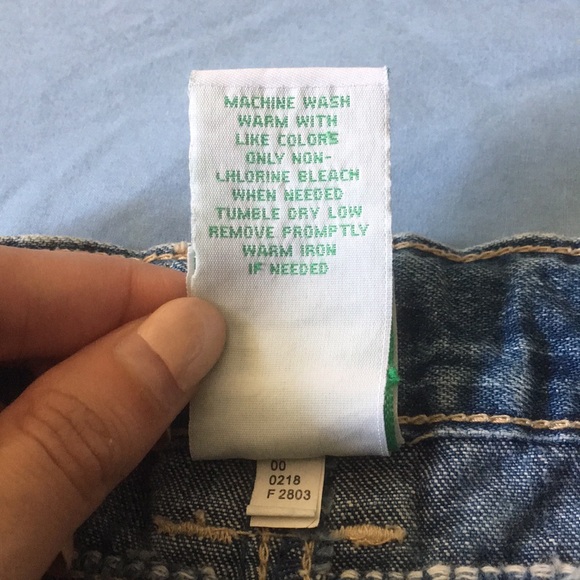 MACHINE WASH
WARM WITH
LIKE COLORS
ONLY NON-
CHLORINE BLEACH
WHEN NEEDED
TUMBLE DRY LOW
REMOVE PROMPTLY
WARM IRON
IF NEEDED
00
0218
F 2803